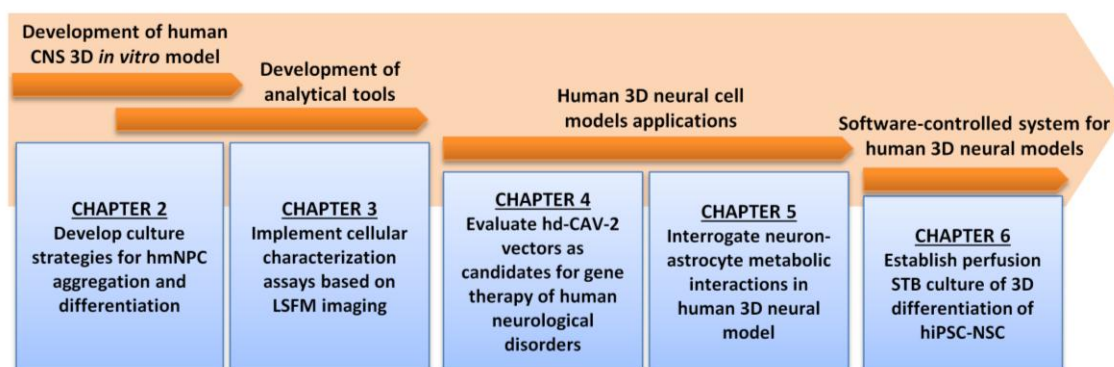 Development of human
CNS 3D in vitro model
Development of
analytical tools
Human 3D neural cell
models applications
Software-controlled system for
human 3D neural models
CHAPTER 2
Develop culture
strategies for hmNPC
aggregation and
differentiation
CHAPTER 3
Implement cellular
characterization
assays based on
LSFM imaging
CHAPTER 4
Evaluate hd-CAV-2
vectors as
candidates for gene
therapy of human
neurological
disorders
CHAPTER 5
Interrogate neuron-
astrocyte metabolic
interactions in
human 3D neural
model
CHAPTER 6
Establish perfusion
STB culture of 3D
differentiation of
hiPSC-NSC